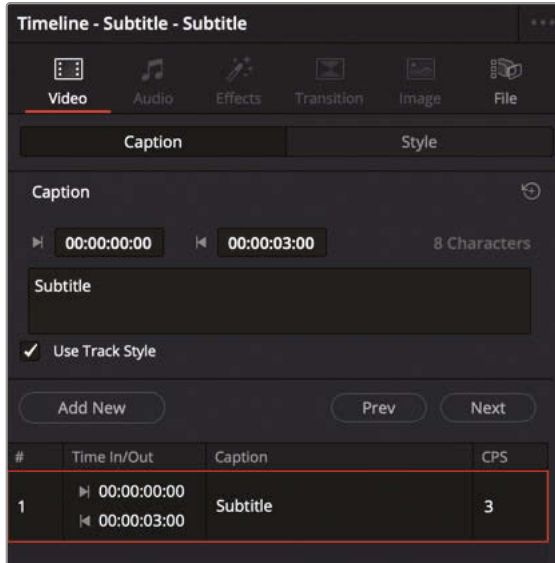 Timeline - Subtitle - Subtitle
Video Audio Effects Transition Image File
Caption Style
Caption
00:00:00:00 00:00:03:00 8 Characters
Subtitle
Use Track Style
Add New Prev Next
# Time In/Out Caption CPS
00:00:00:00
1 Subtitle 3
00:00:03:00